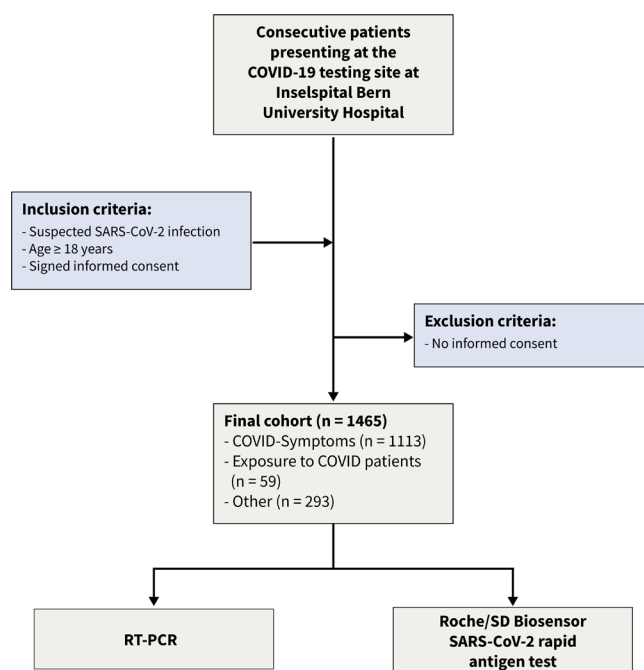 Consecutive patients
presenting at the
COVID-19 testing site at
Inselspital Bern
University Hospital
Inclusion criteria:
- Suspected SARS-CoV-2 infection
- Age ≥ 18 years
- Signed informed consent
Exclusion criteria:
- No informed consent
Final cohort (n = 1465)
- COVID-Symptoms (n = 1113)
- Exposure to COVID patients
(n = 59)
- Other (n = 293)
RT-PCR
Roche/SD Biosensor
SARS-CoV-2 rapid
antigen test